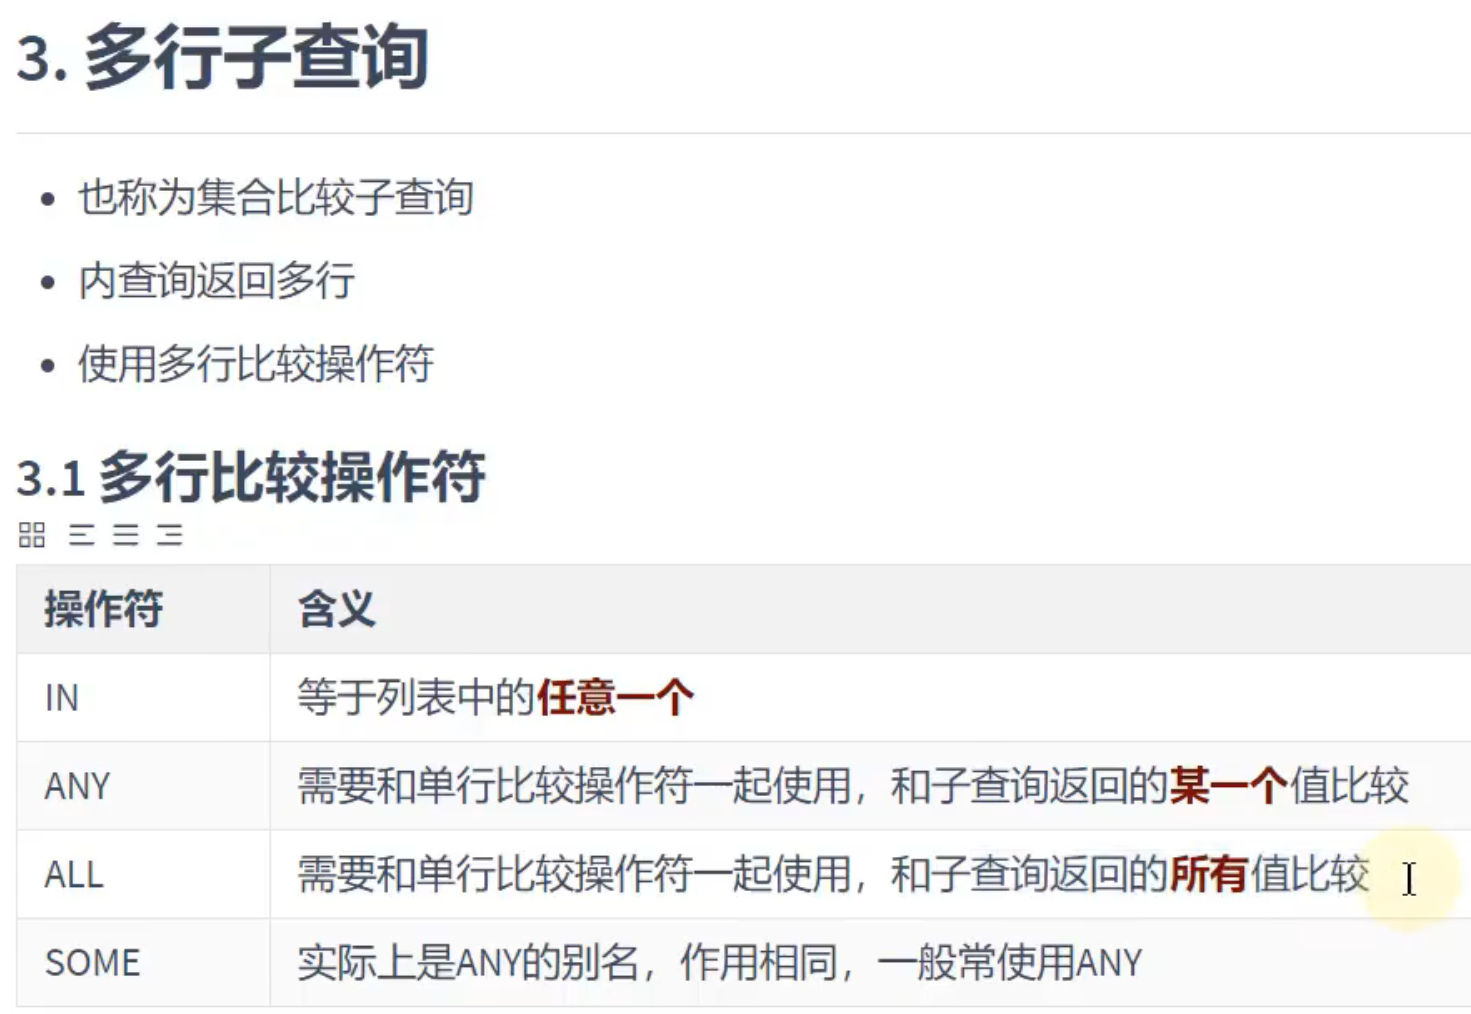 3. 多行子查询
也称为集合比较子查询
内查询返回多行
使用多行比较操作符
3.1 多行比较操作符
操作符 含义
IN 等于列表中的任意一个
ANY 需要和单行比较操作符一起使用，和子查询返回的某一个值比较
ALL 需要和单行比较操作符一起使用，和子查询返回的所有值比较
SOME 实际上是ANY的别名，作用相同，一般常使用ANY